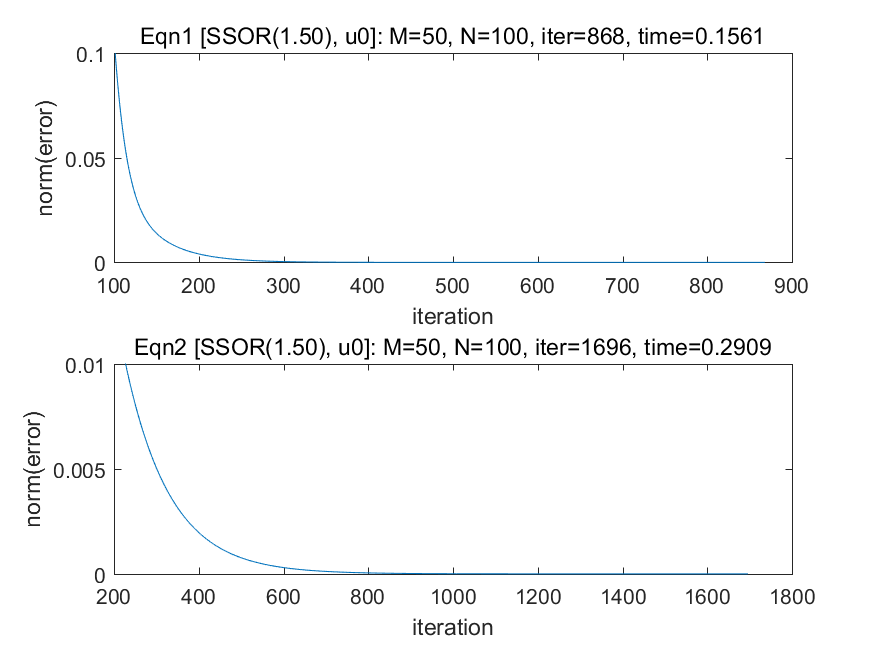 Eqn1 [SSOR(1.50), u0]: M=50, N=100, iter=868, time=0.1561
norm(error)
0.1
0.05
0
100 200 300 400 500 600 700 800 900
iteration
Eqn2 [SSOR(1.50), u0]: M=50, N=100, iter=1696, time=0.2909
norm(error)
0.01
0.005
0
200 400 600 800 1000 1200 1400 1600 1800
iteration